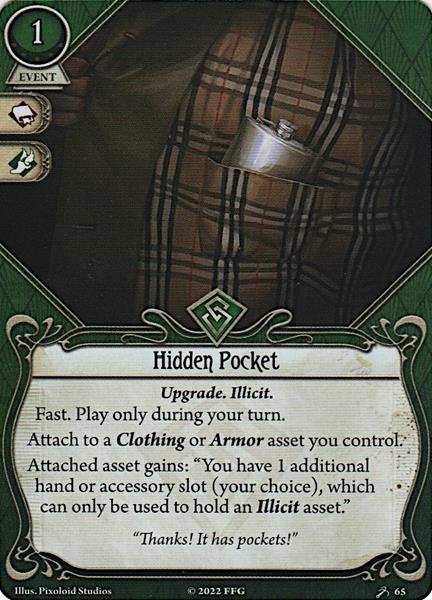 1
EVENT
Hidden Pocket
Upgrade. Illicit.
Fast. Play only during your turn.
Attach to a Clothing or Armor asset you control.
Attached asset gains: “You have 1 additional
hand or accessory slot (your choice), which
can only be used to hold an Illicit asset.”
“Thanks! It has pockets!”
Illus. Pixoloid Studios
© 2022 FFG
65